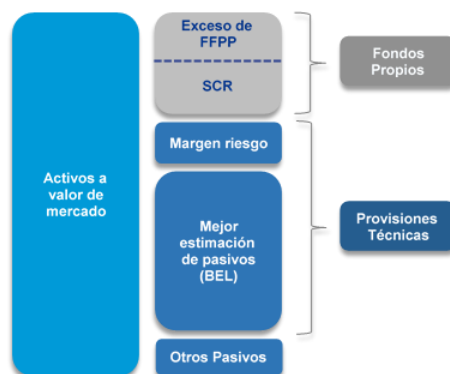 Activos a
valor de
mercado
Exceso de
FFPP
SCR
Margen riesgo
Mejor
estimación
de pasivos
(BEL)
Otros Pasivos
Fondos
Propios
Provisiones
Técnicas